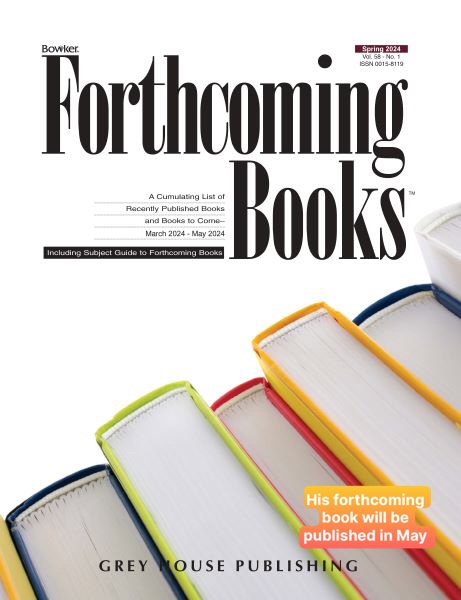 Bowker.
Spring 2024
Vol. 58 - No. 1
ISSN 0015-8119
Forthcoming
Books™
A Cumulating List of
Recently Published Books
and Books to Come–
March 2024 - May 2024
Including Subject Guide to Forthcoming Books
His forthcoming
book will be
published in May
GREY HOUSE PUBLISHING